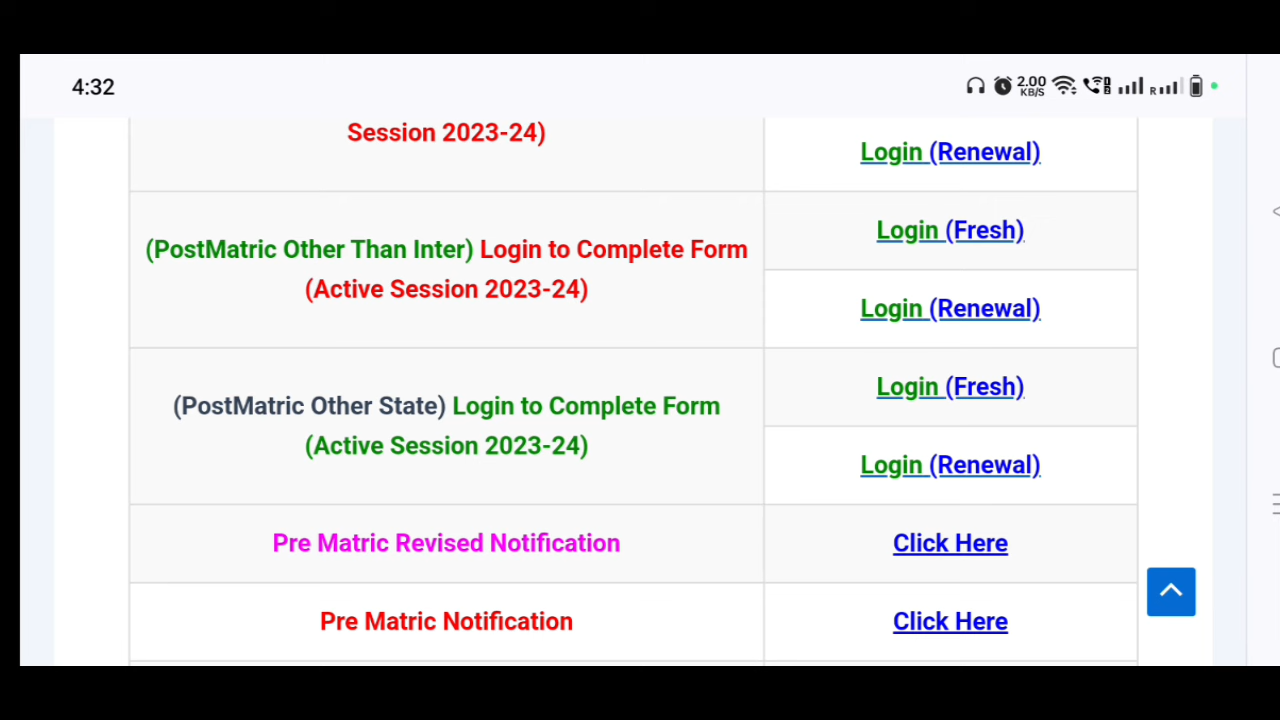 4:32
2.00
KB/S
R
Session 2023-24)
Login (Renewal)
(PostMatric Other Than Inter) Login to Complete Form
(Active Session 2023-24)
Login (Fresh)
Login (Renewal)
(PostMatric Other State) Login to Complete Form
(Active Session 2023-24)
Login (Fresh)
Login (Renewal)
Pre Matric Revised Notification
Click Here
Pre Matric Notification
Click Here